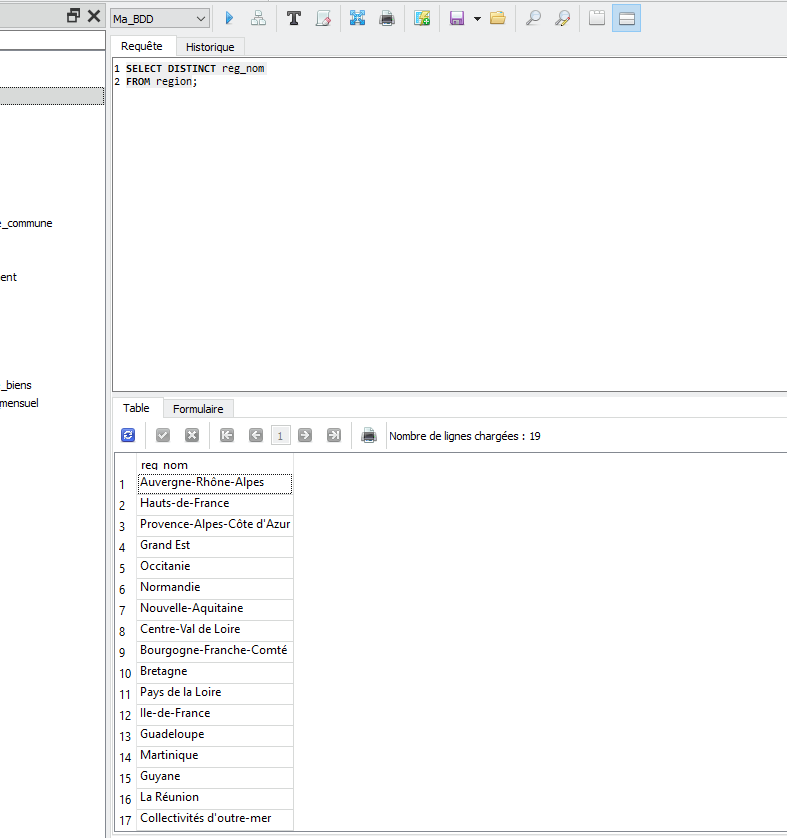 Ma_BDD
Requête
Historique
1 SELECT DISTINCT reg_nom
2 FROM region;
_commune
ent
_biens
mensuel
Table
Formulaire
1
Nombre de lignes chargées : 19
reg_nom
1 Auvergne-Rhône-Alpes
2 Hauts-de-France
3 Provence-Alpes-Côte d'Azur
4 Grand Est
5 Occitanie
6 Normandie
7 Nouvelle-Aquitaine
8 Centre-Val de Loire
9 Bourgogne-Franche-Comté
10 Bretagne
11 Pays de la Loire
12 Ile-de-France
13 Guadeloupe
14 Martinique
15 Guyane
16 La Réunion
17 Collectivités d'outre-mer